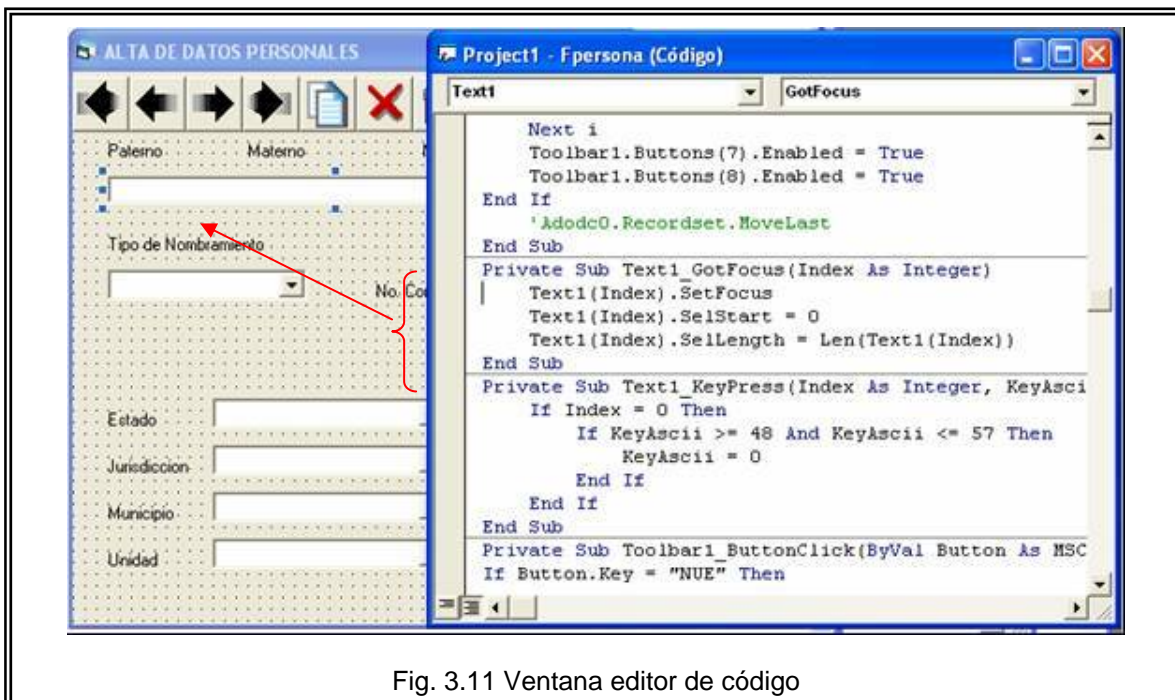 ALTA DE DATOS PERSONALES
Paterno Materno
Tipo de Nombramiento
No.
Estado
Jurisdiccion
Municipio
Unidad
Project1 - Fpersona (Código)
Text1 GotFocus
Next i
Toolbar1.Buttons(7).Enabled = True
Toolbar1.Buttons(8).Enabled = True
End If
'Adodc0.Recordset.MoveLast
End Sub
Private Sub Text1_GotFocus(Index As Integer)
Text1(Index).SetFocus
Text1(Index).SelStart = 0
Text1(Index).SelLength = Len(Text1(Index))
End Sub
Private Sub Text1_KeyPress(Index As Integer, KeyAsci
If Index = 0 Then
If KeyAscii >= 48 And KeyAscii <= 57 Then
KeyAscii = 0
End If
End If
End Sub
Private Sub Toolbar1_ButtonClick(ByVal Button As MSC
If Button.Key = "NUE" Then
Fig. 3.11 Ventana editor de código